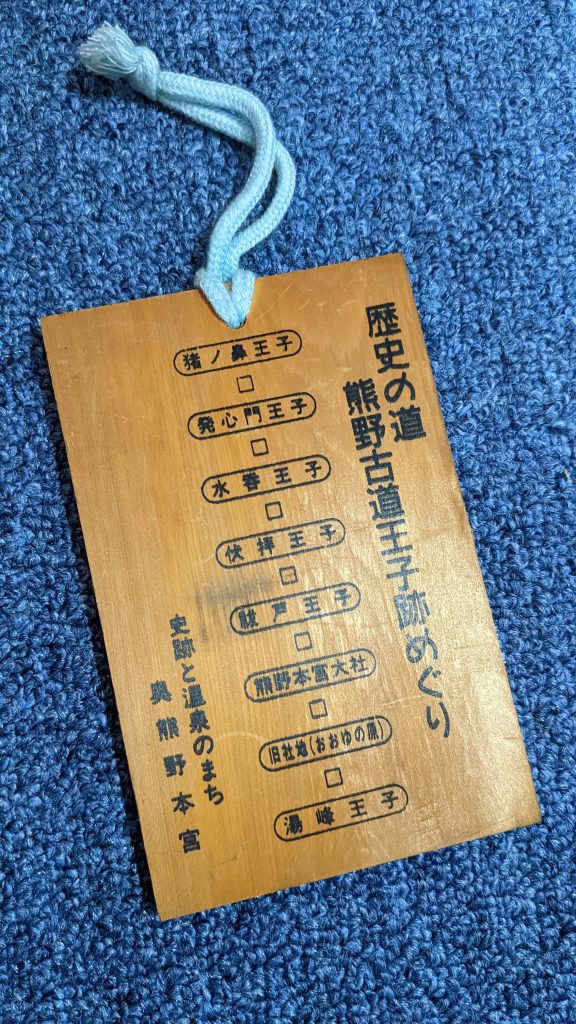 歴史の道
熊野古道王子跡めぐり
猪ノ鼻王子
発心門王子
水呑王子
伏拝王子
祓戸王子
熊野本宮大社
旧社地(おおゆの原)
湯峰王子
史跡と温泉のまち
奥熊野本宮